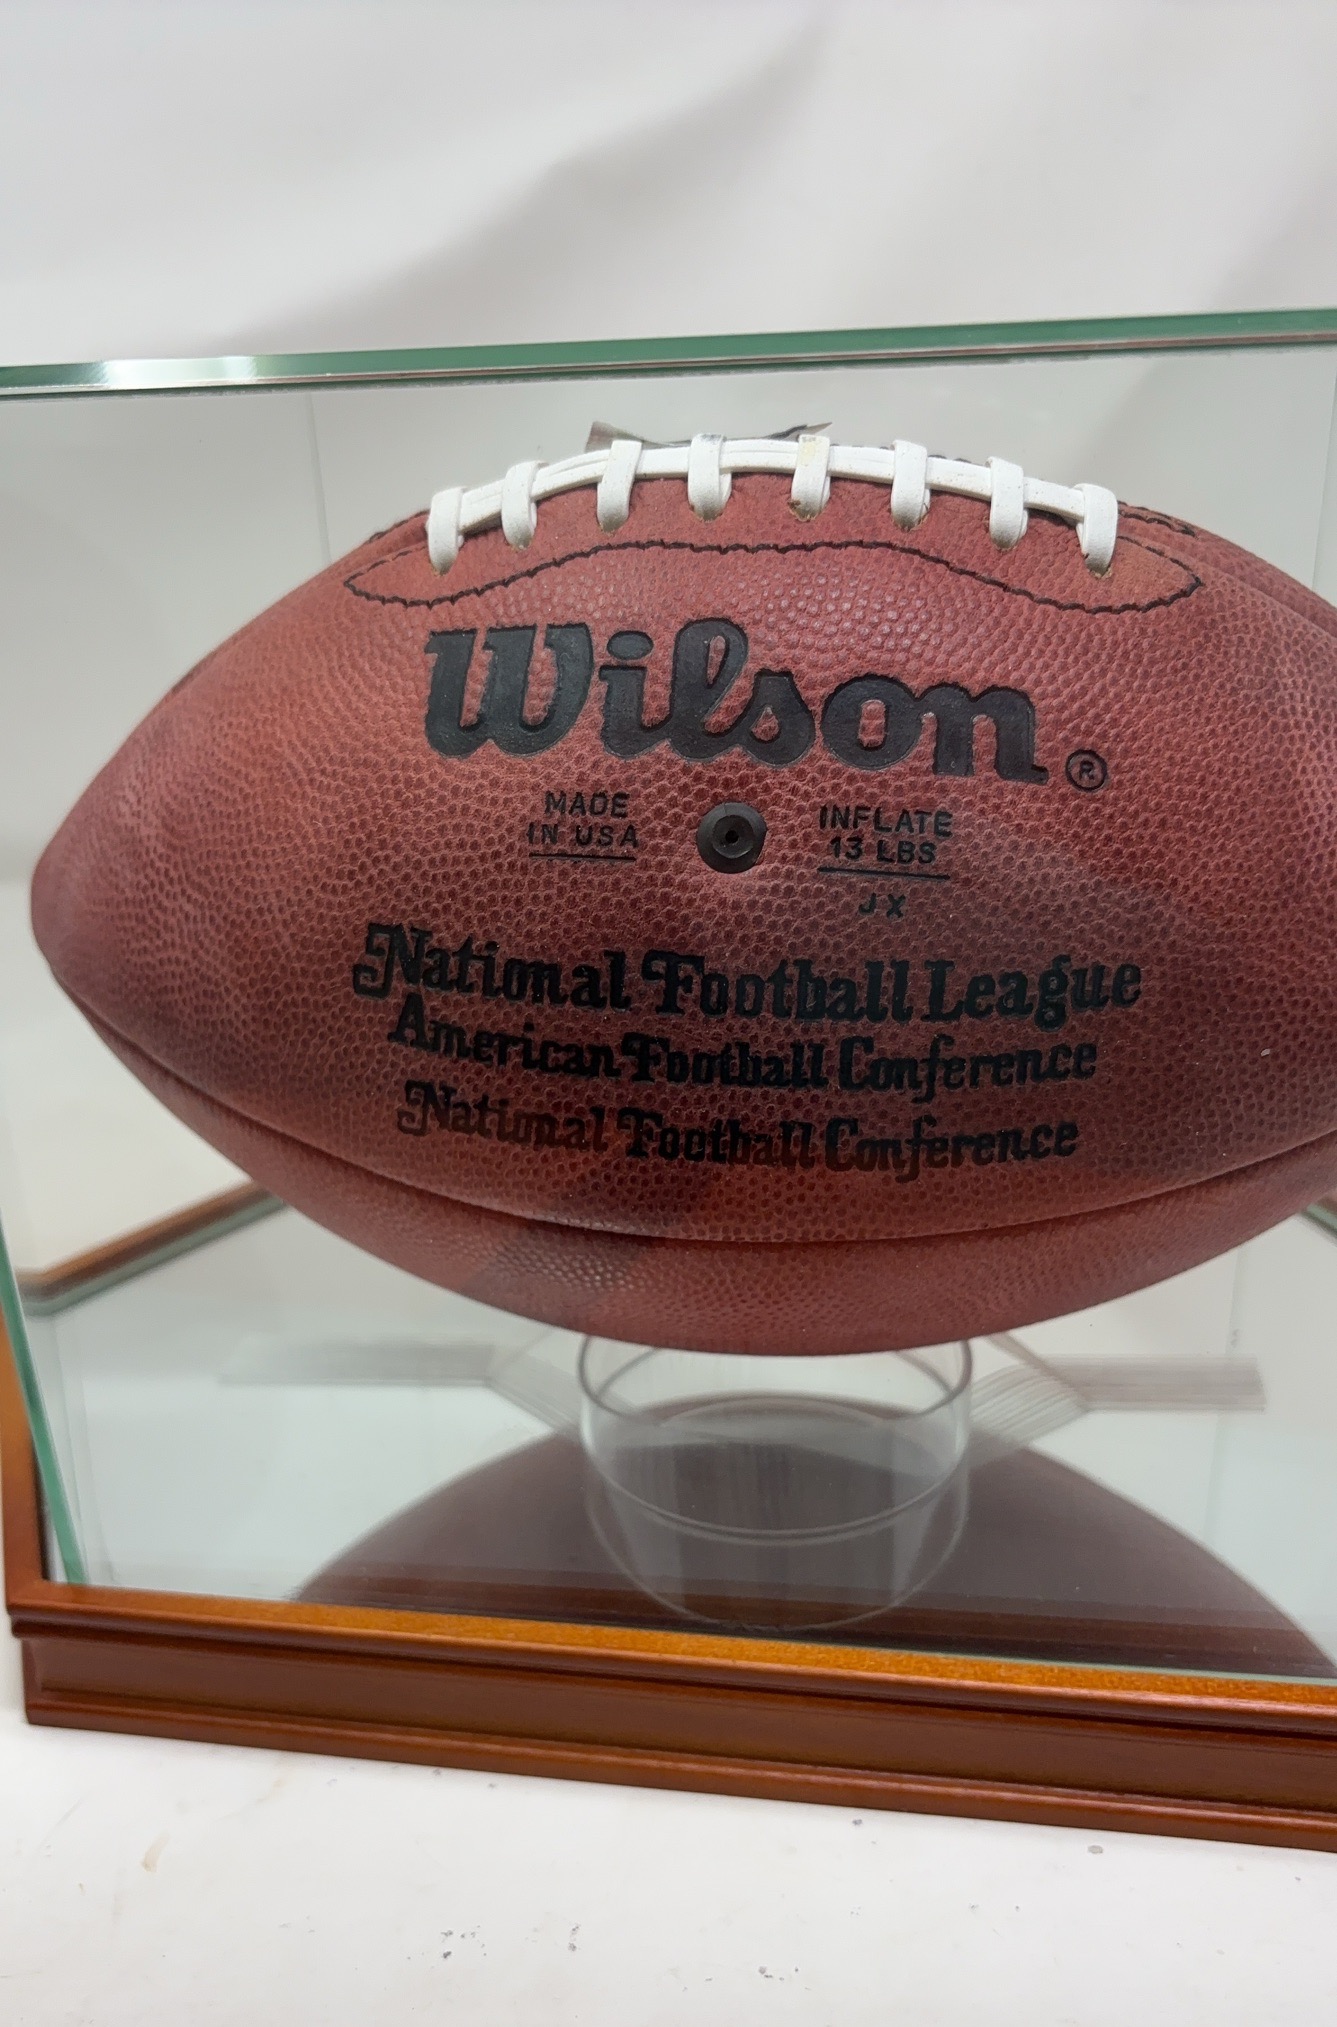 Wilson®
MADE
IN USA
INFLATE
13 LBS
JX
National Football League
American Football Conference
National Football Conference